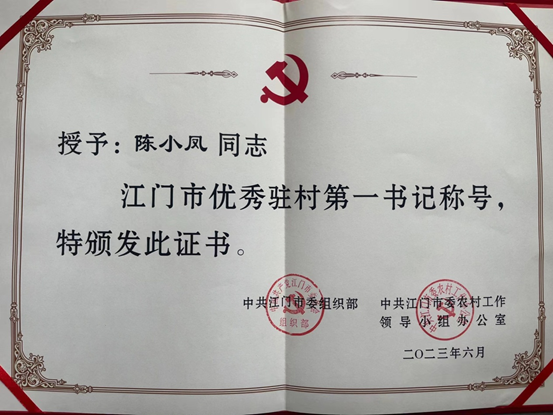 授予：陈小凤 同志
江门市优秀驻村第一书记称号，
特颁发此证书。
中共江门市委组织部
中共江门市委农村工作
领导小组办公室
二〇二三年六月
组织部